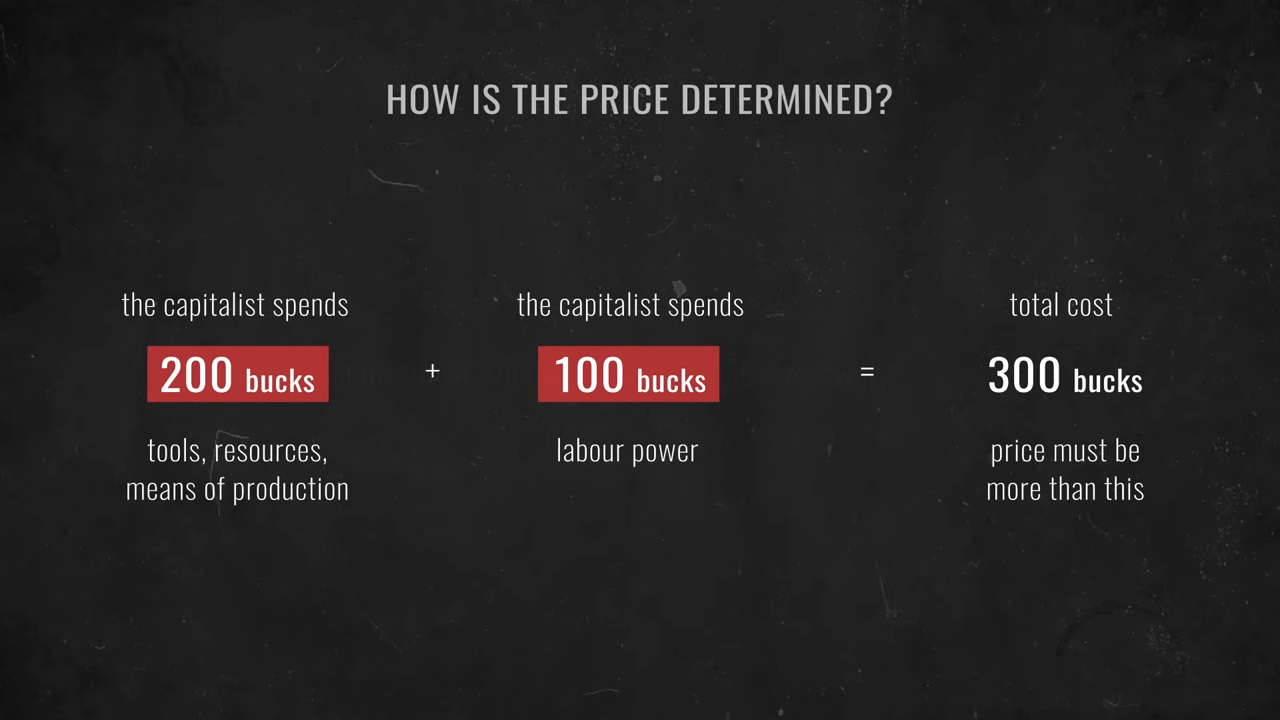 HOW IS THE PRICE DETERMINED?
the capitalist spends
200 bucks
tools, resources,
means of production
+
the capitalist spends
100 bucks
labour power
=
total cost
300 bucks
price must be
more than this